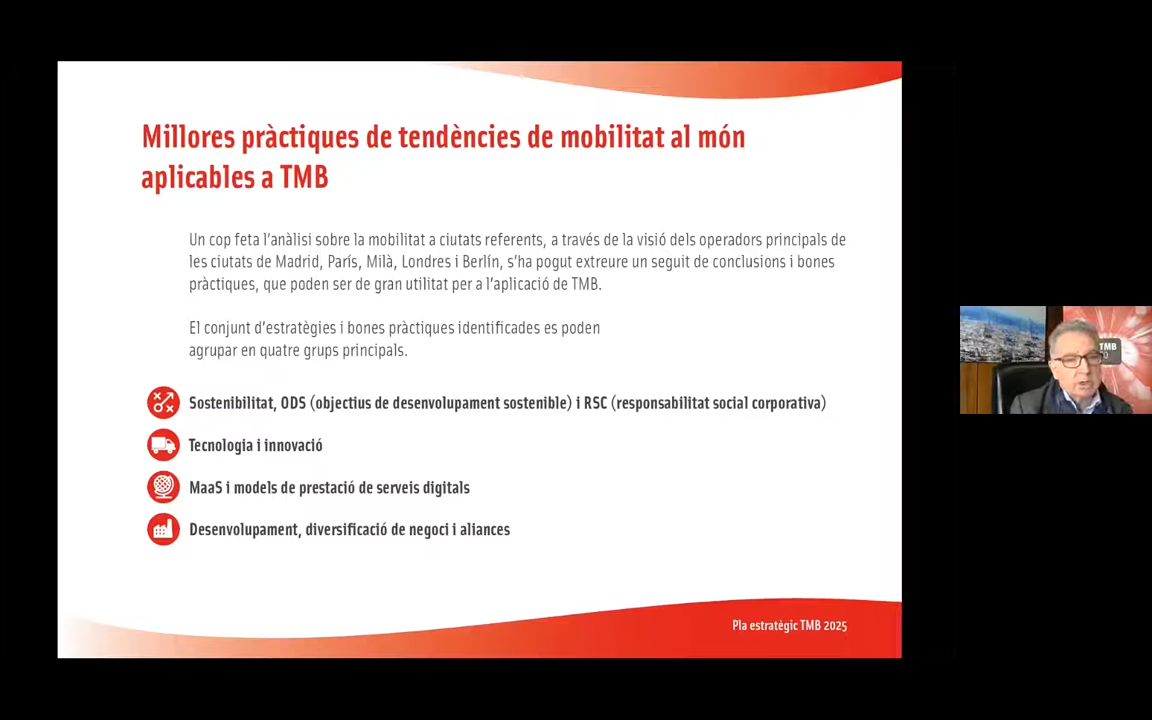 Millores pràctiques de tendències de mobilitat al món
aplicables a TMB
Un cop feta l'anàlisi sobre la mobilitat a ciutats referents, a través de la visió dels operadors principals de
les ciutats de Madrid, París, Milà, Londres i Berlín, s'ha pogut extreure un seguit de conclusions i bones
pràctiques, que poden ser de gran utilitat per a l'aplicació de TMB.
El conjunt d'estratègies i bones pràctiques identificades es poden
agrupar en quatre grups principals.
Sostenibilitat, ODS (objectius de desenvolupament sostenible) i RSC (responsabilitat social corporativa)
Tecnologia i innovació
MaaS i models de prestació de serveis digitals
Desenvolupament, diversificació de negoci i aliances
Pla estratègic TMB 2025
TMB